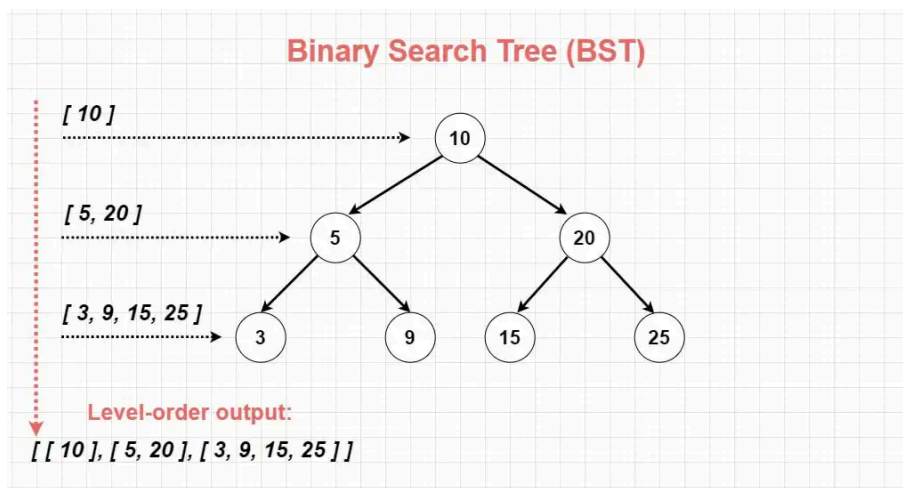 Binary Search Tree (BST)
[ 10 ]
10
[ 5, 20 ]
5
20
[ 3, 9, 15, 25 ]
3
9
15
25
Level-order output:
[ [ 10 ], [ 5, 20 ], [ 3, 9, 15, 25 ] ]